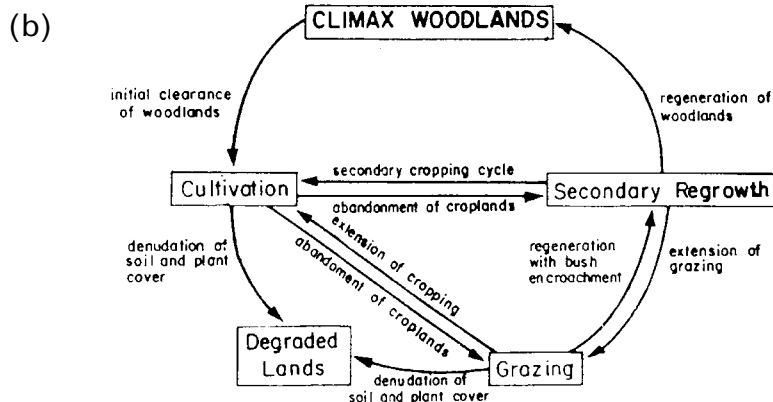 (b)
CLIMAX WOODLANDS
initial clearance
of woodlands
regeneration of
woodlands
secondary cropping cycle
Cultivation
Secondary Regrowth
abandonment of croplands
denudation of
soil and plant
cover
extension of cropping
abandoment of croplands
regeneration
with bush
encroachment
extension of
grazing
Degraded
Lands
Grazing
denudation of
soil and plant cover